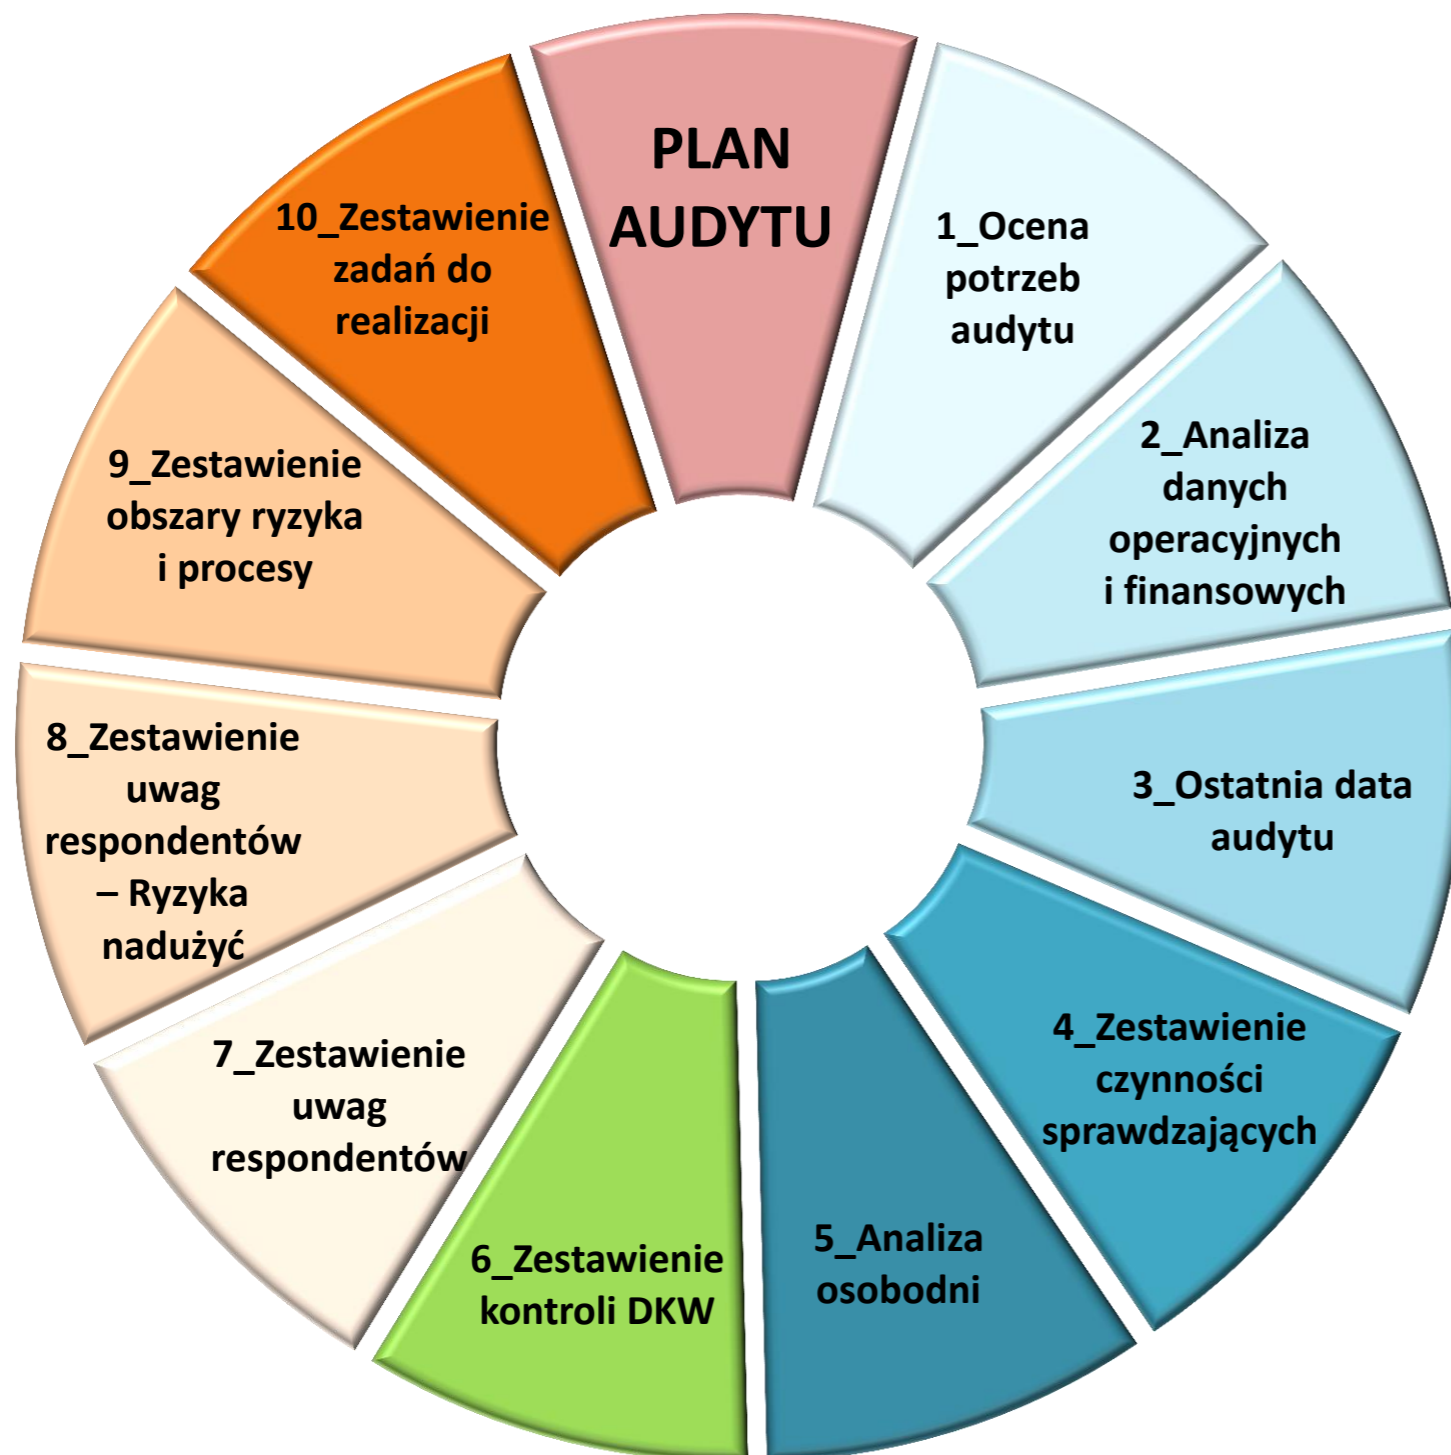 PLAN
AUDYTU
1_Ocena
potrzeb
audytu
2_Analiza
danych
operacyjnych
i finansowych
3_Ostatnia data
audytu
4_Zestawienie
czynności
sprawdzających
5_Analiza
osobodni
6_Zestawienie
kontroli DKW
7_Zestawienie
uwag
respondentów
8_Zestawienie
uwag
respondentów
– Ryzyka
nadużyć
9_Zestawienie
obszary ryzyka
i procesy
10_Zestawienie
zadań do
realizacji